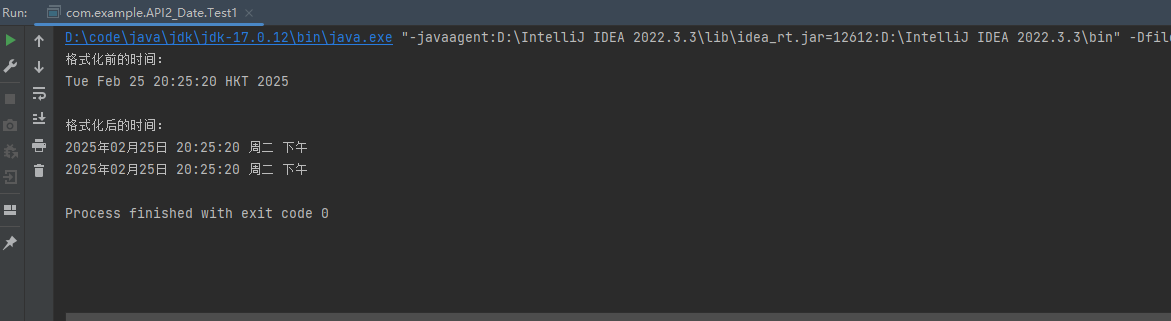 Run: com.example.API2_Date.Test1
D:\code\java\jdk\jdk-17.0.12\bin\java.exe "-javaagent:D:\IntelliJ IDEA 2022.3.3\lib\idea_rt.jar=12612:D:\IntelliJ IDEA 2022.3.3\bin" -Dfile
格式化前的时间:
Tue Feb 25 20:25:20 HKT 2025
格式化后的时间:
2025年02月25日 20:25:20 周二 下午
2025年02月25日 20:25:20 周二 下午
Process finished with exit code 0